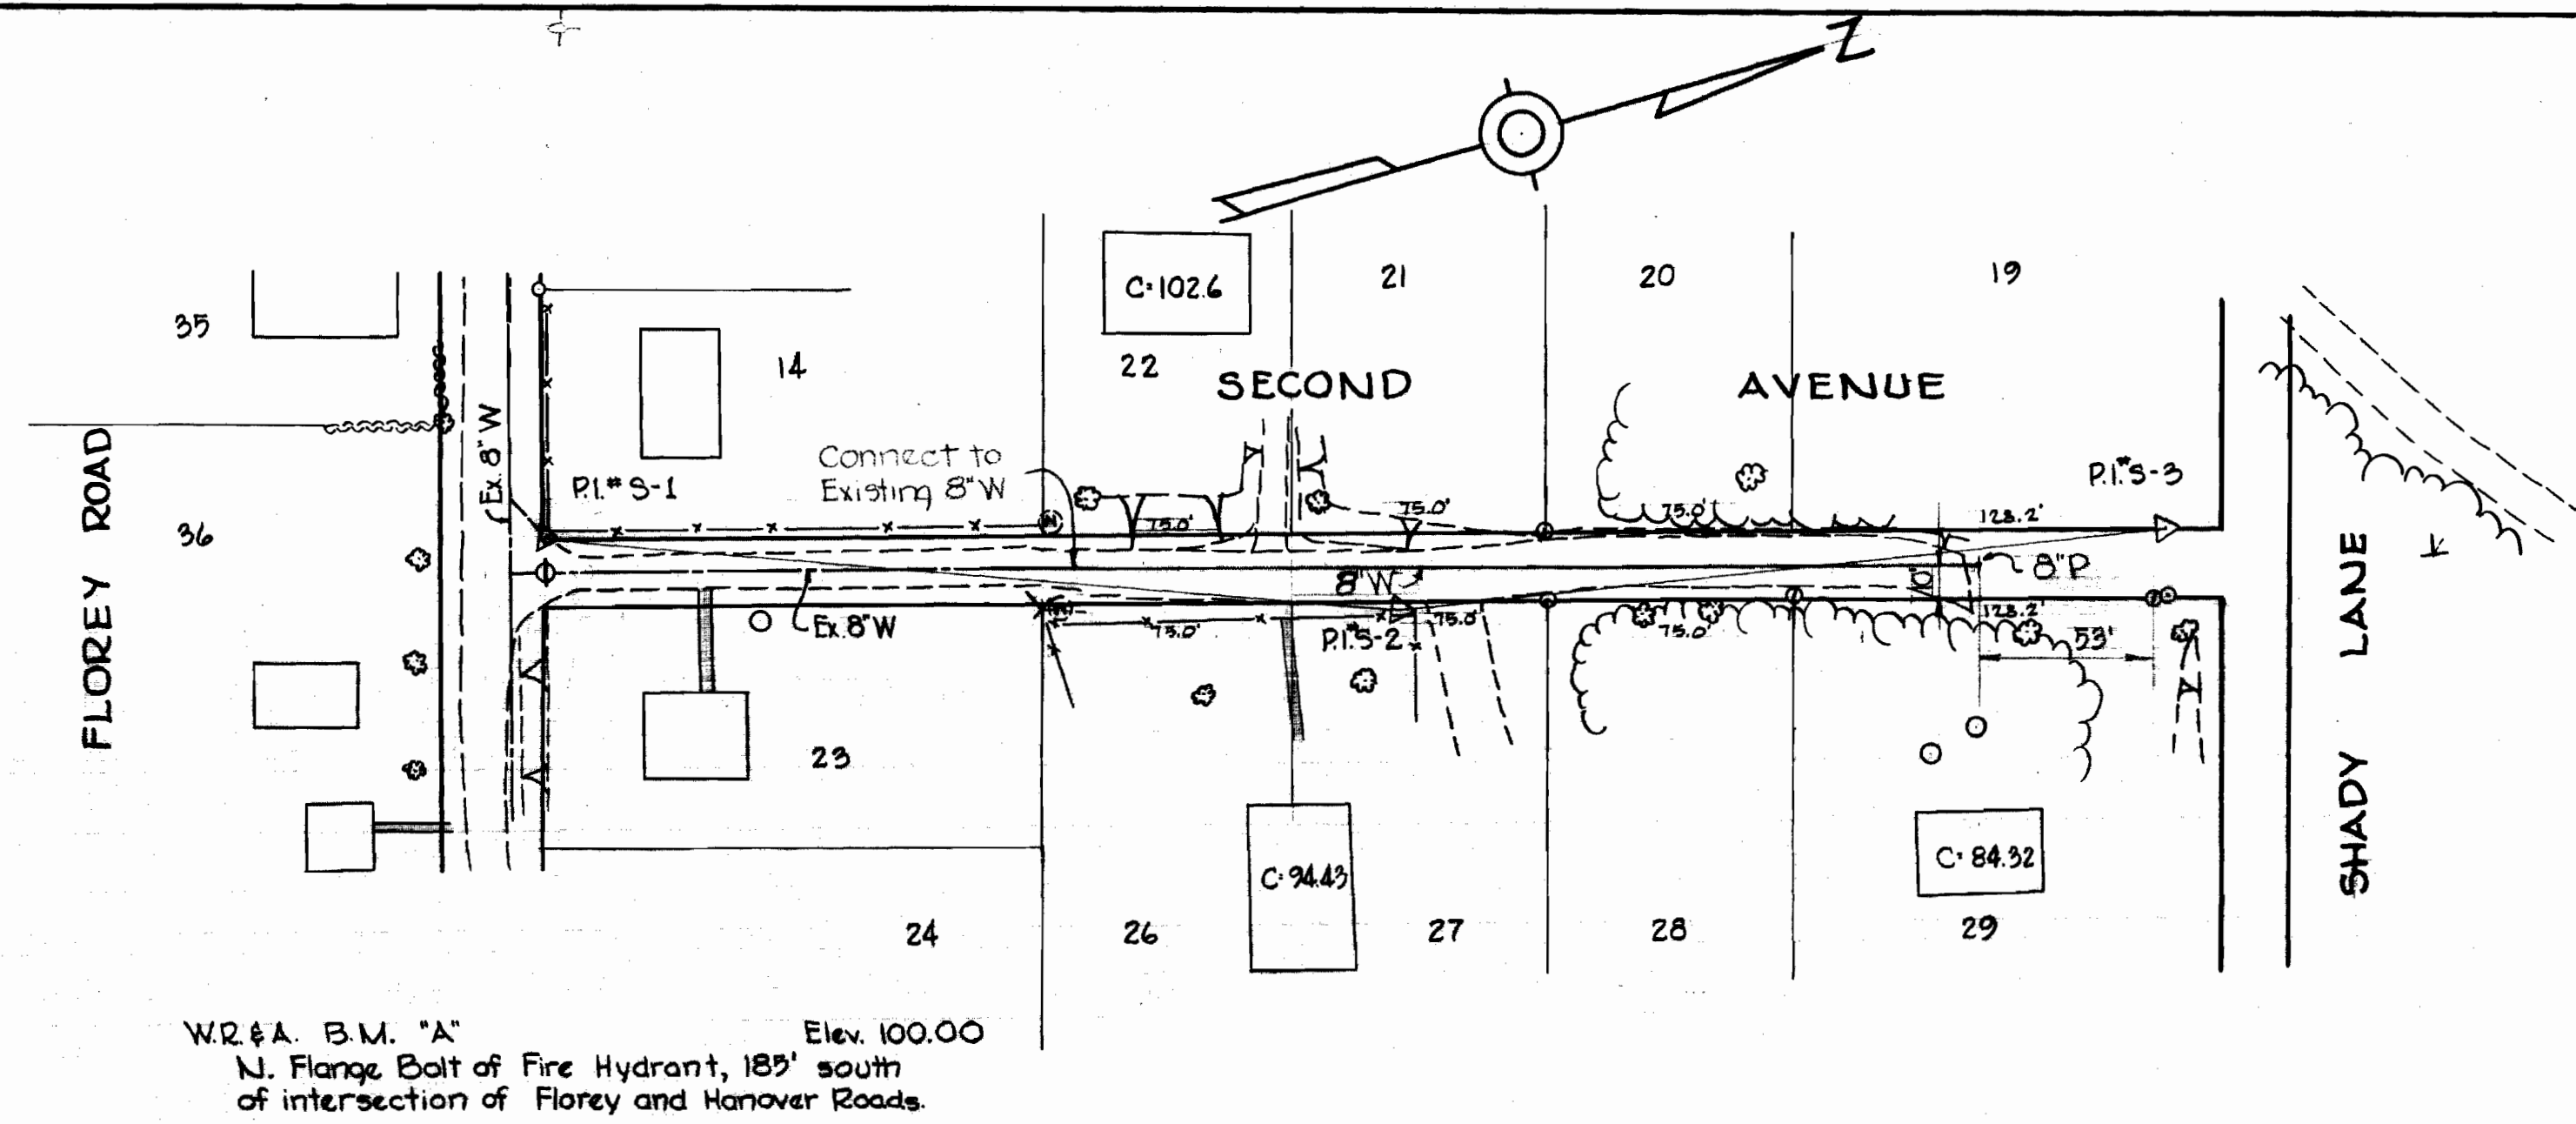 Z
C=102.6
21
20
19
35
14
22
SECOND AVENUE
Ex. 8" W
FLOREY ROAD
36
P.I.# S-1
Connect to
Existing 8" W
75.0'
75.0'
75.0'
128.2'
P.I.# S-3
8" W
8" P
10'
Ex. 8" W
75.0'
P.I.# S-2
75.0'
75.0'
128.2'
53'
SHADY LANE
23
C=94.43
C=84.32
24
26
27
28
29
W.R.& A. B.M. "A" Elev. 100.00
N. Flange Bolt of Fire Hydrant, 185' south
of intersection of Florey and Hanover Roads.